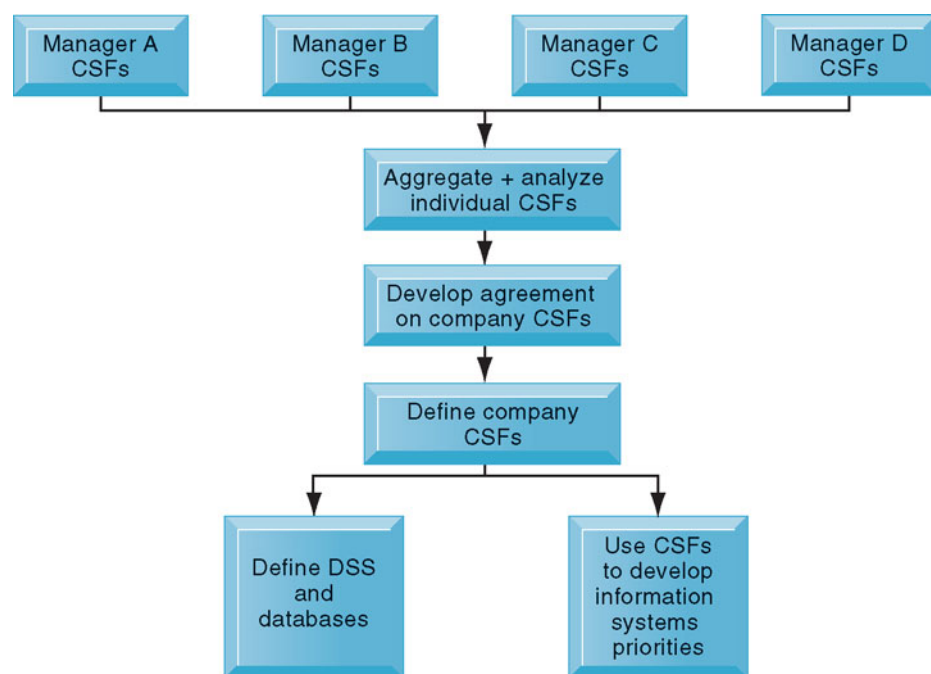 Manager A
CSFs
Manager B
CSFs
Manager C
CSFs
Manager D
CSFs
Aggregate + analyze
individual CSFs
Develop agreement
on company CSFs
Define company
CSFs
Define DSS
and
databases
Use CSFs
to develop
information
systems
priorities